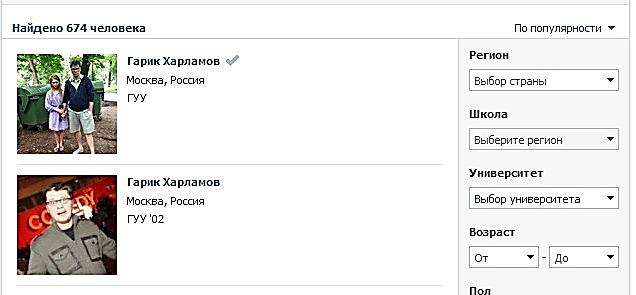 Найдено 674 человека
По популярности
Гарик Харламов
Москва, Россия
ГУУ
Гарик Харламов
Москва, Россия
ГУУ '02
COMEDY
Регион
Выбор страны
Школа
Выберите регион
Университет
Выбор университета
Возраст
От - До
Пол